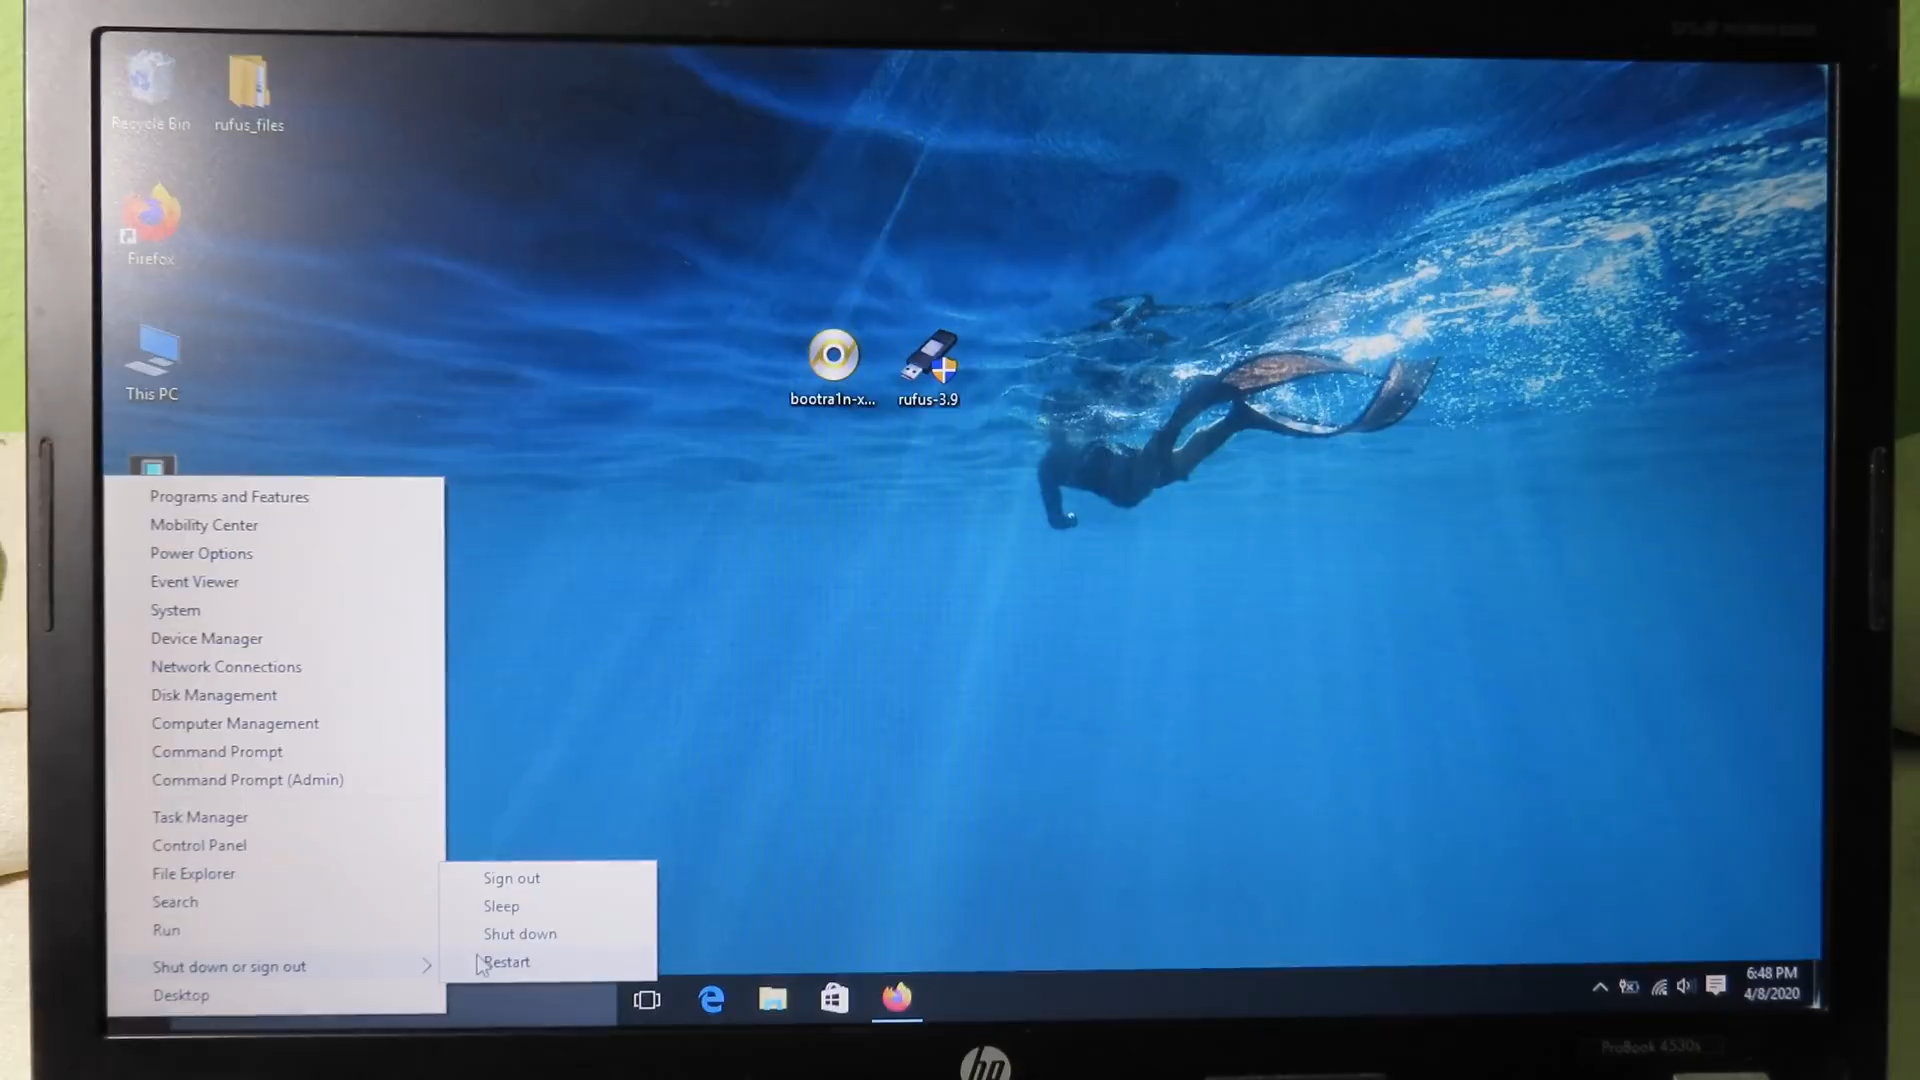 Recycle Bin
rufus_files
Firefox
This PC
bootra1n-x...
rufus-3.9
Programs and Features
Mobility Center
Power Options
Event Viewer
System
Device Manager
Network Connections
Disk Management
Computer Management
Command Prompt
Command Prompt (Admin)
Task Manager
Control Panel
File Explorer
Search
Run
Shut down or sign out
Desktop
Sign out
Sleep
Shut down
Restart
6:48 PM
4/8/2020
ProBook 4530s
hp